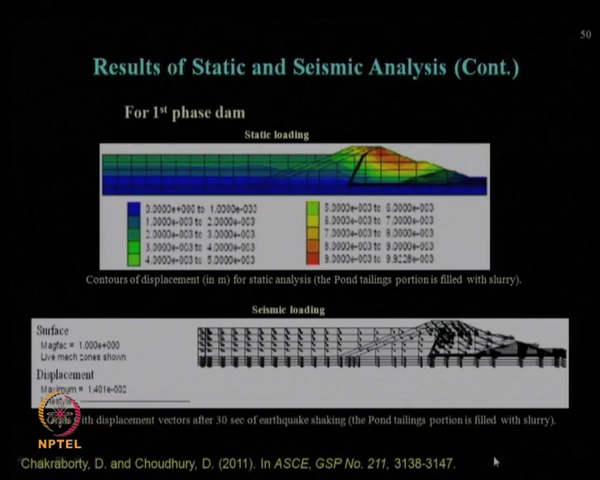 50
Results of Static and Seismic Analysis (Cont.)
For 1st phase dam
Static loading
0.0000e+000 to 1.0000e-003
1.0000e-003 to 2.0000e-003
2.0000e-003 to 3.0000e-003
3.0000e-003 to 4.0000e-003
4.0000e-003 to 5.0000e-003
5.0000e-003 to 6.0000e-003
6.0000e-003 to 7.0000e-003
7.0000e-003 to 8.0000e-003
8.0000e-003 to 9.0000e-003
9.0000e-003 to 9.9228e-003
Contours of displacement (in m) for static analysis (the Pond tailings portion is filled with slurry).
Seismic loading
Surface
Magfac = 1.000e+000
Live mech zones shown
Displacement
Maximum = 1.401e-002
with displacement vectors after 30 sec of earthquake shaking (the Pond tailings portion is filled with slurry).
NPTEL
Chakraborty, D. and Choudhury, D. (2011). In ASCE, GSP No. 211, 3138-3147.